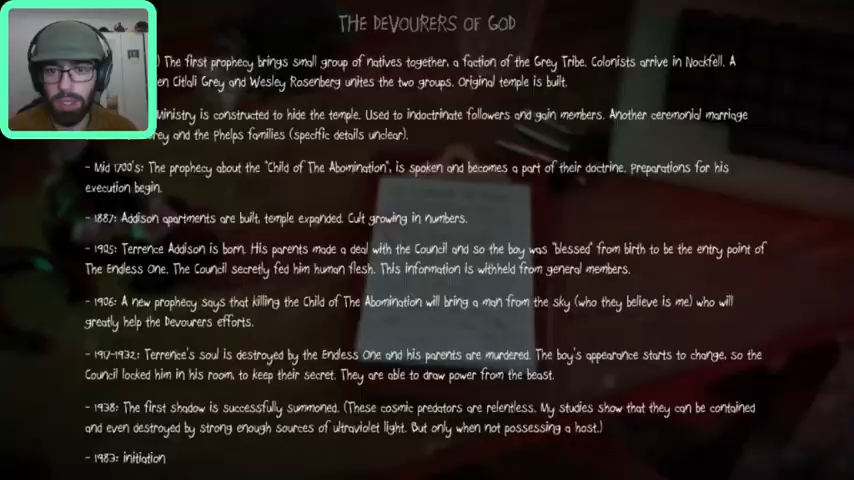 THE DEVOURERS OF GOD
) The first prophecy brings small group of natives together, a faction of the Grey Tribe. Colonists arrive in Nockfell. A
en Citlali Grey and Wesley Rosenberg unites the two groups. Original temple is built.
Ministry is constructed to hide the temple. Used to indoctrinate followers and gain members. Another ceremonial marriage
rey and the Phelps families (specific details unclear).
- Mid 1700's: The prophecy about the "Child of The Abomination", is spoken and becomes a part of their doctrine. Preparations for his
execution begin.
- 1887: Addison apartments are built, temple expanded. Cult growing in numbers.
- 1905: Terrence Addison is born. His parents made a deal with the Council and so the boy was "blessed" from birth to be the entry point of
The Endless One. The Council secretly fed him human flesh. This information is withheld from general members.
- 1906: A new prophecy says that killing the Child of The Abomination will bring a man from the sky (who they believe is me) who will
greatly help the Devourers efforts.
- 1917-1932: Terrence's soul is destroyed by the Endless One and his parents are murdered. The boy's appearance starts to change, so the
Council locked him in his room, to keep their secret. They are able to draw power from the beast.
- 1938: The first shadow is successfully summoned. (These cosmic predators are relentless. My studies show that they can be contained
and even destroyed by strong enough sources of ultraviolet light. But only when not possessing a host.)
- 1983: initiation